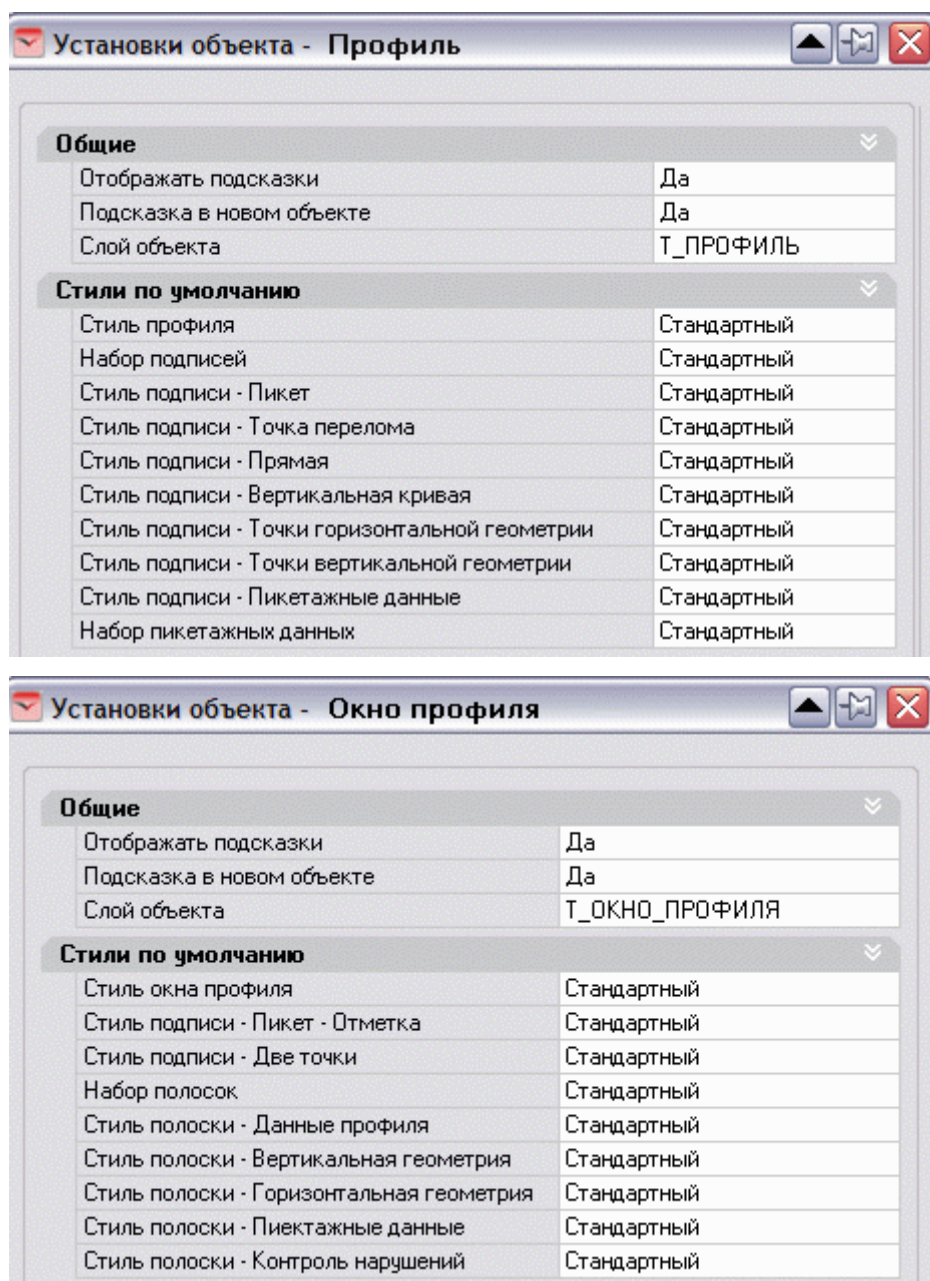 Установки объекта - Профиль
Общие
Отображать подсказки Да
Подсказка в новом объекте Да
Слой объекта Т_ПРОФИЛЬ
Стили по умолчанию
Стиль профиля Стандартный
Набор подписей Стандартный
Стиль подписи - Пикет Стандартный
Стиль подписи - Точка перелома Стандартный
Стиль подписи - Прямая Стандартный
Стиль подписи - Вертикальная кривая Стандартный
Стиль подписи - Точки горизонтальной геометрии Стандартный
Стиль подписи - Точки вертикальной геометрии Стандартный
Стиль подписи - Пикетажные данные Стандартный
Набор пикетажных данных Стандартный
Установки объекта - Окно профиля
Общие
Отображать подсказки Да
Подсказка в новом объекте Да
Слой объекта Т_ОКНО_ПРОФИЛЯ
Стили по умолчанию
Стиль окна профиля Стандартный
Стиль подписи - Пикет - Отметка Стандартный
Стиль подписи - Две точки Стандартный
Набор полосок Стандартный
Стиль полоски - Данные профиля Стандартный
Стиль полоски - Вертикальная геометрия Стандартный
Стиль полоски - Горизонтальная геометрия Стандартный
Стиль полоски - Пиектажные данные Стандартный
Стиль полоски - Контроль нарушений Стандартный